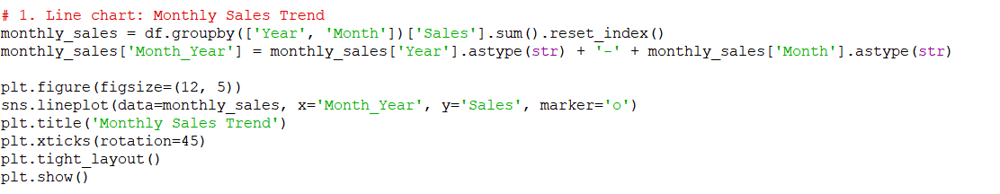 # 1. Line chart: Monthly Sales Trend
monthly_sales = df.groupby(['Year', 'Month'])['Sales'].sum().reset_index()
monthly_sales['Month_Year'] = monthly_sales['Year'].astype(str) + '-' + monthly_sales['Month'].astype(str)
plt.figure(figsize=(12, 5))
sns.lineplot(data=monthly_sales, x='Month_Year', y='Sales', marker='o')
plt.title('Monthly Sales Trend')
plt.xticks(rotation=45)
plt.tight_layout()
plt.show()